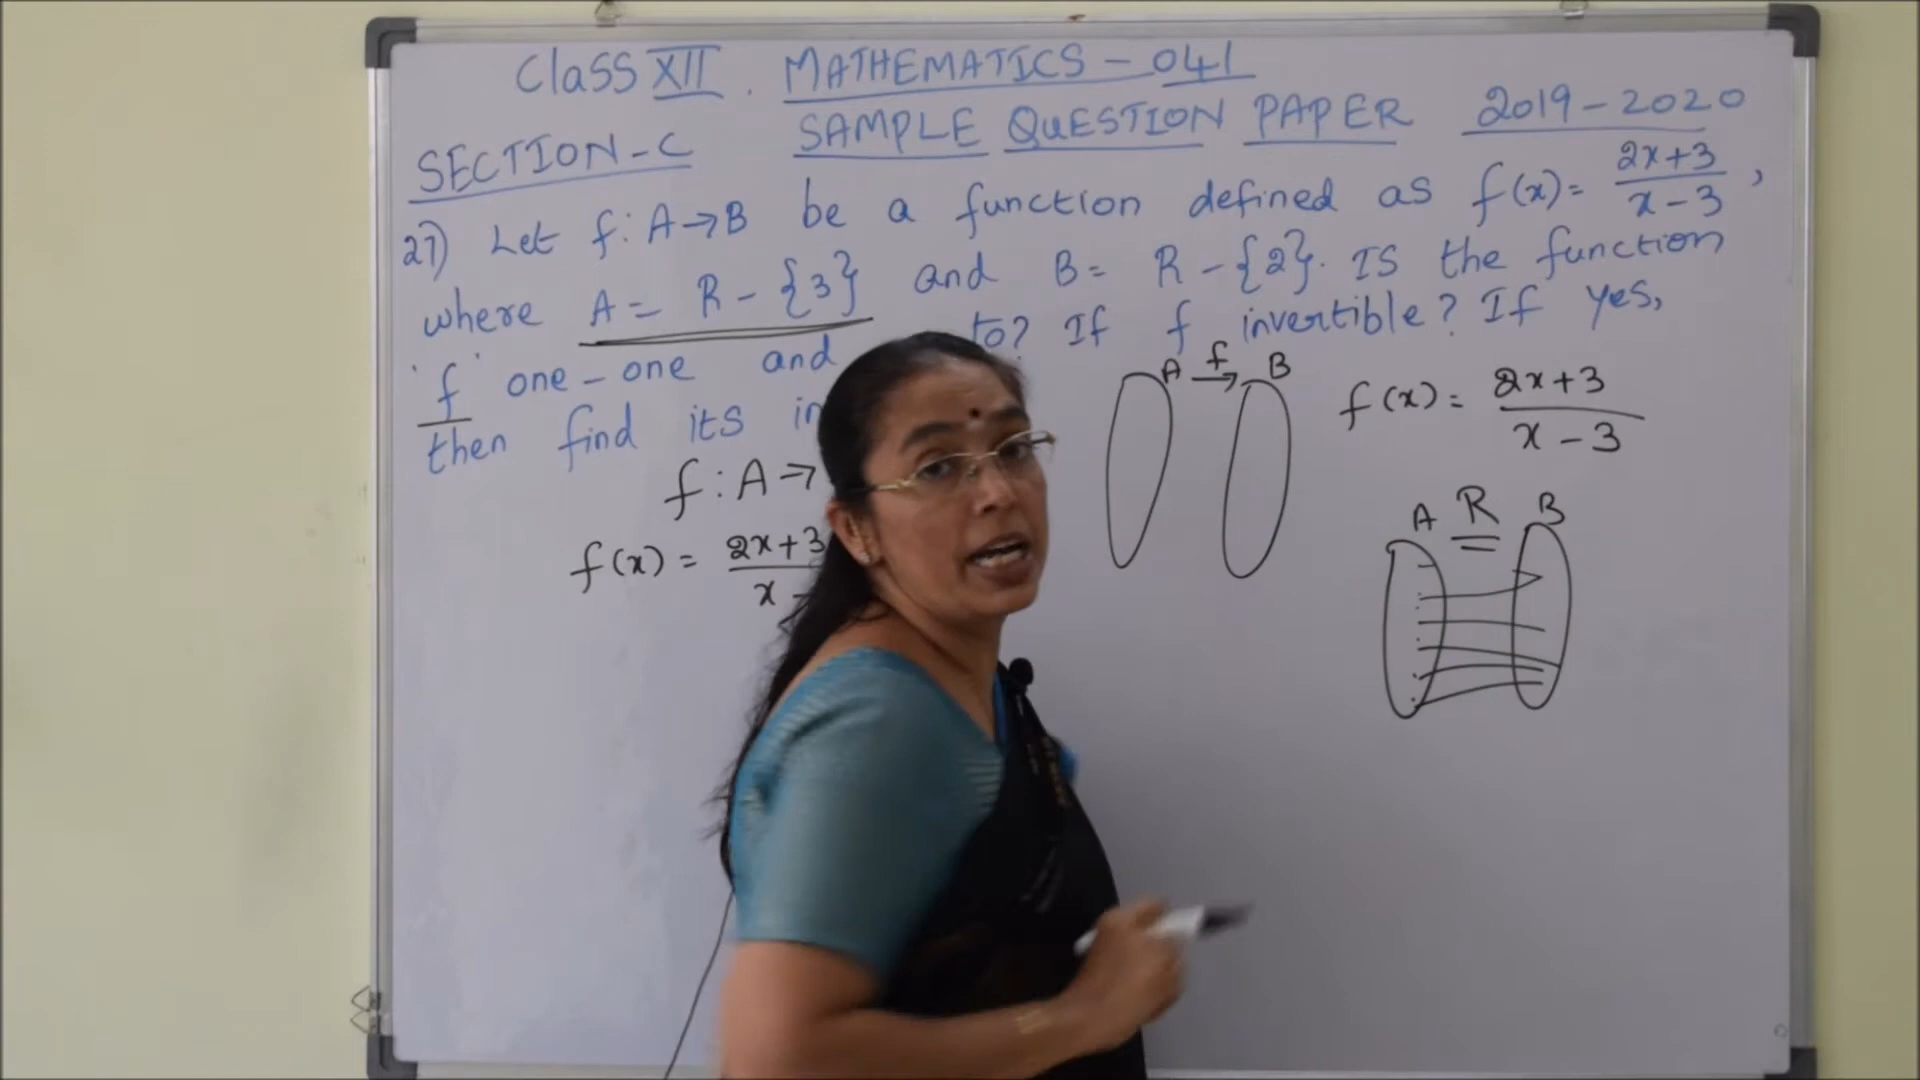 Class XII. MATHEMATICS - 041
SECTION-C SAMPLE QUESTION PAPER 2019-2020
27) Let f: A→B be a function defined as f(x) = 2x+3 / x-3,
where A = R - {3} and B = R - {2}. IS the function
'f' one-one and to? If f invertible? If yes,
then find its in
f: A→
f(x) = 2x+3 / x -
A f→ B
f(x) = 2x+3 / x-3
A R B